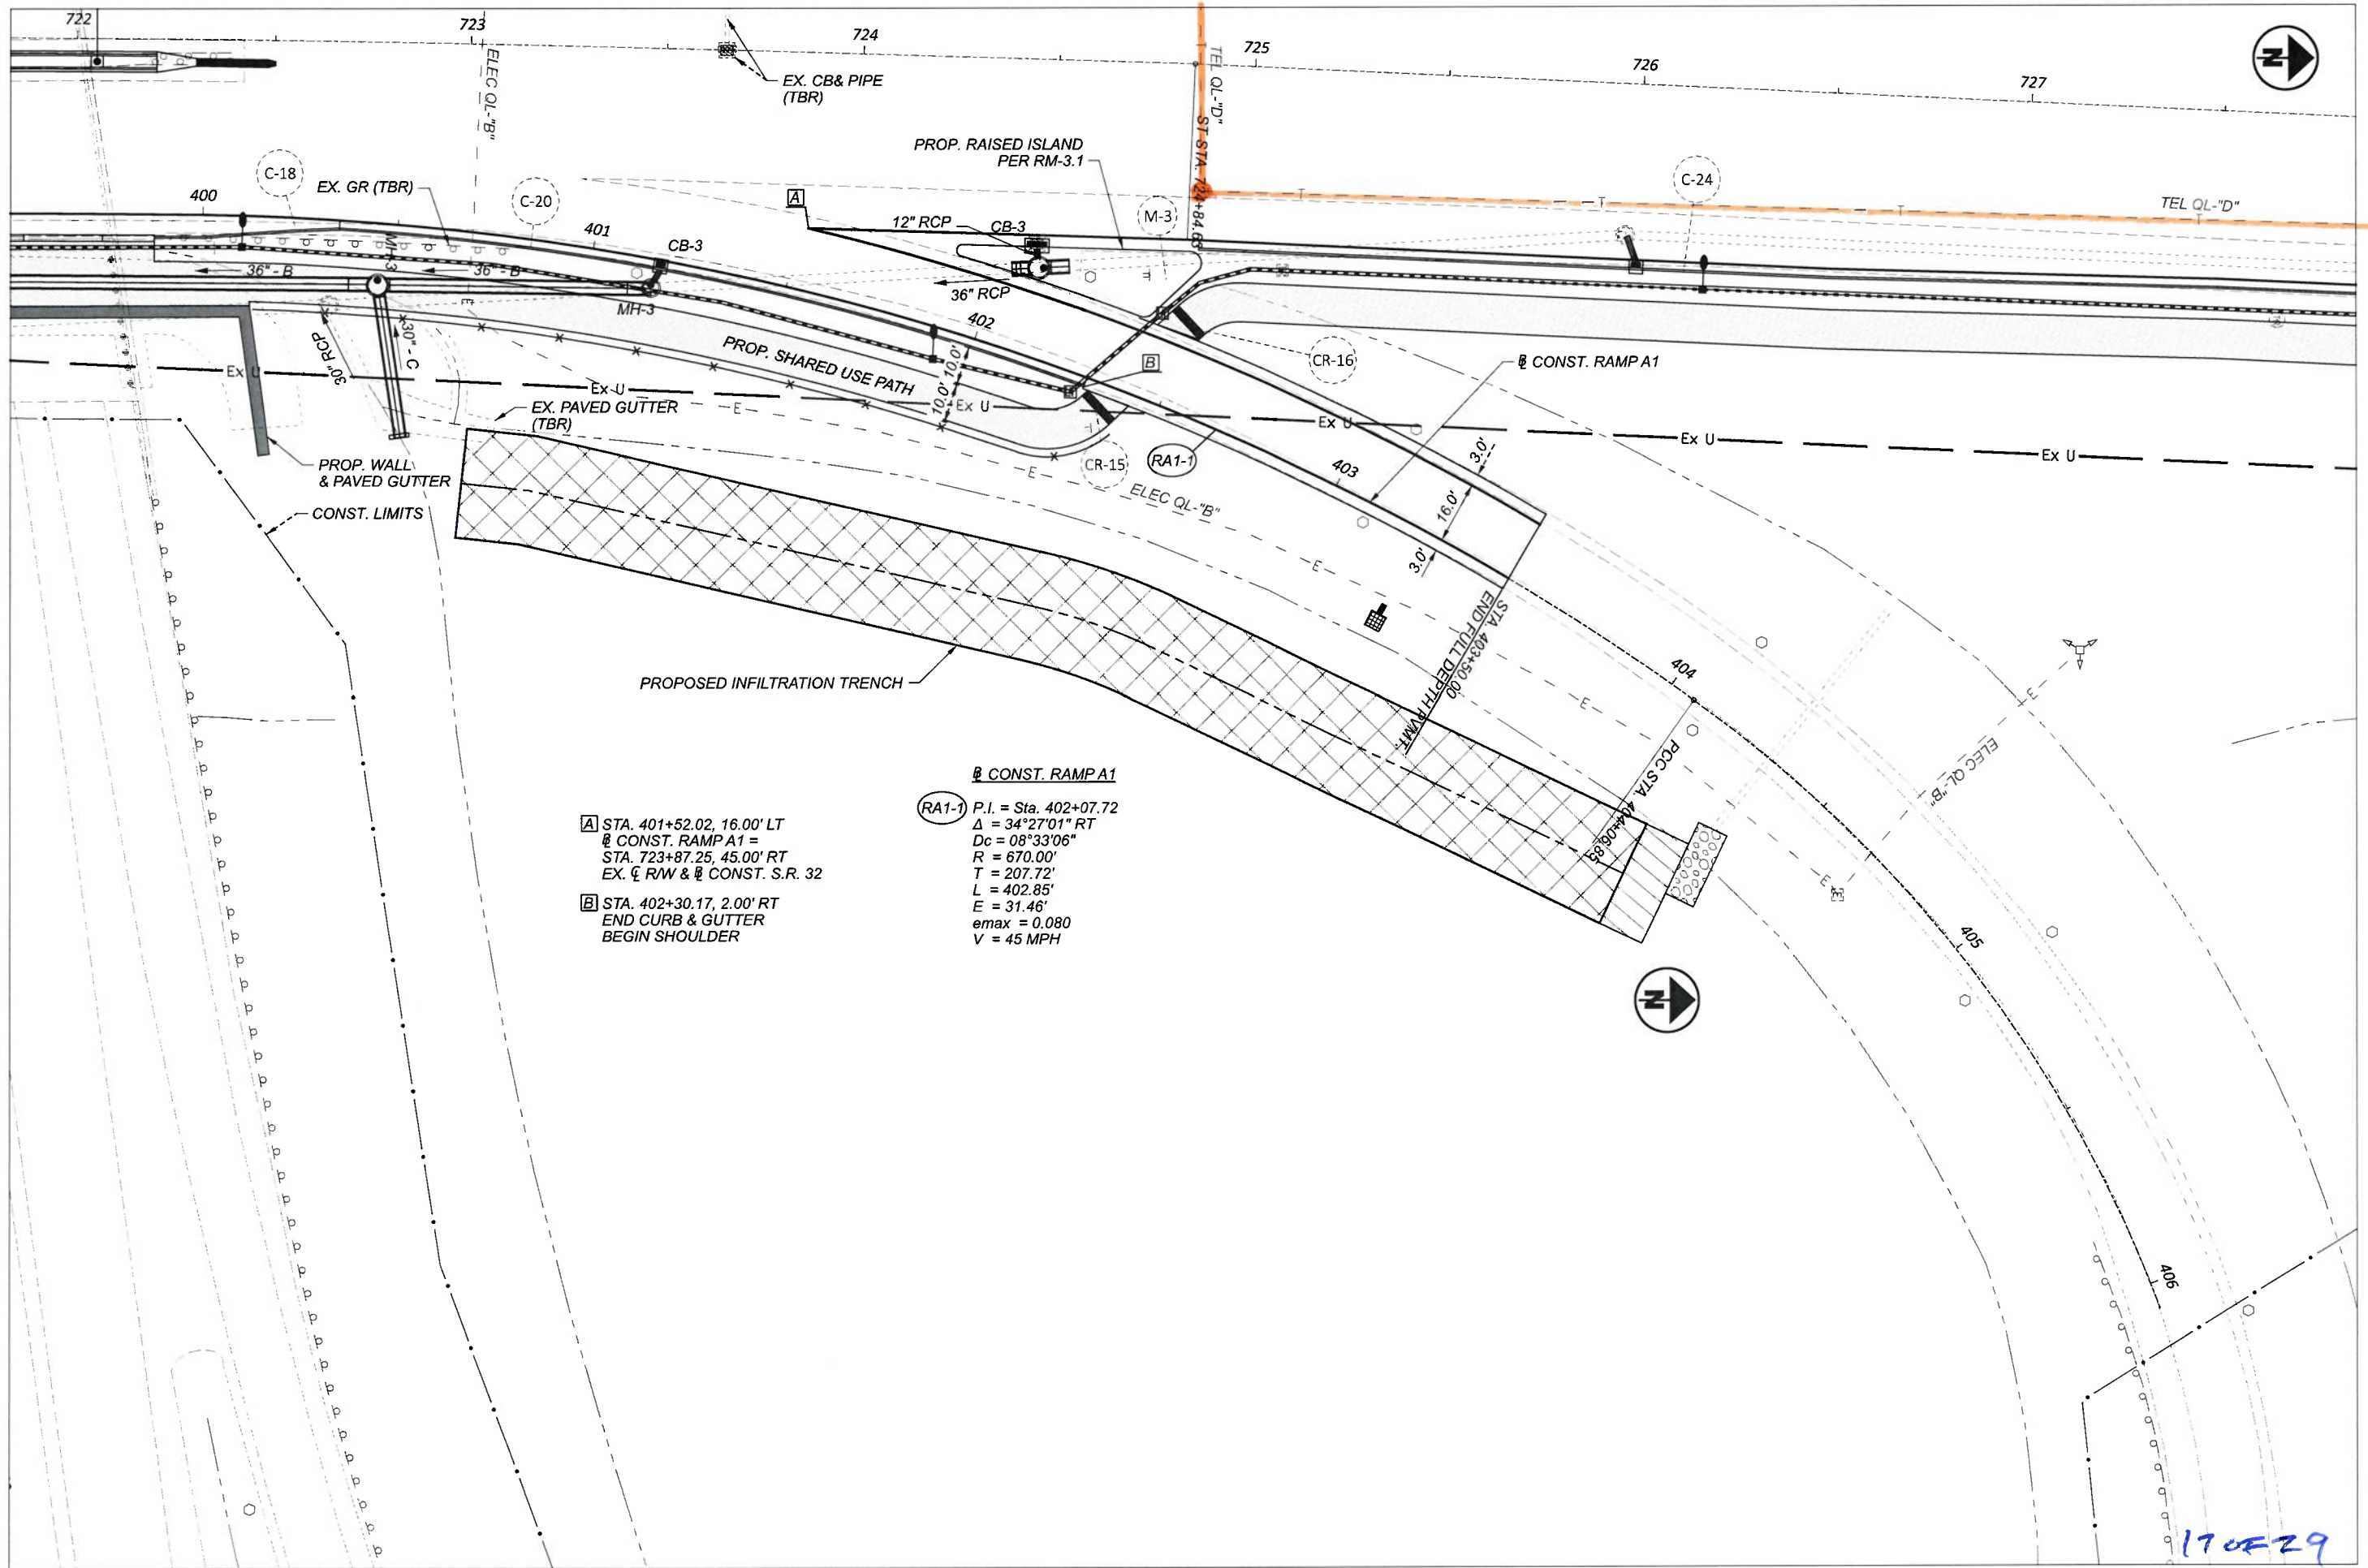 722
723
724
725
726
727
N
ELEC QL-"B"
EX. CB& PIPE
(TBR)
TEL QL-"D"
ST STA. 724+84.63
PROP. RAISED ISLAND
PER RM-3.1
C-18
EX. GR (TBR)
C-20
400
401
A
12" RCP
CB-3
M-3
C-24
TEL QL-"D"
T
T
T
T
T
CB-3
MH-3
36" - B
36" - B
MH-3
36" RCP
402
E
30" RCP
30" - C
PROP. SHARED USE PATH
10.0'
10.0'
B
CR-16
CONST. RAMP A1
Ex U
Ex U
Ex U
Ex U
Ex U
Ex U
E
EX. PAVED GUTTER
(TBR)
PROP. WALL
& PAVED GUTTER
CONST. LIMITS
CR-15
RA1-1
E
ELEC QL-"B"
403
3.0'
16.0'
3.0'
E
STA. 403+50.00
END FULL DEPTH PVMT.
404
E
E
ELEC QL-"B"
PROPOSED INFILTRATION TRENCH
PCC STA. 404+06.85
E
E
405
406
N
A STA. 401+52.02, 16.00' LT
CONST. RAMP A1 =
STA. 723+87.25, 45.00' RT
EX. ℄ R/W & CONST. S.R. 32
B STA. 402+30.17, 2.00' RT
END CURB & GUTTER
BEGIN SHOULDER
CONST. RAMP A1
RA1-1 P.I. = Sta. 402+07.72
Δ = 34°27'01" RT
Dc = 08°33'06"
R = 670.00'
T = 207.72'
L = 402.85'
E = 31.46'
emax = 0.080
V = 45 MPH
17 OF 29